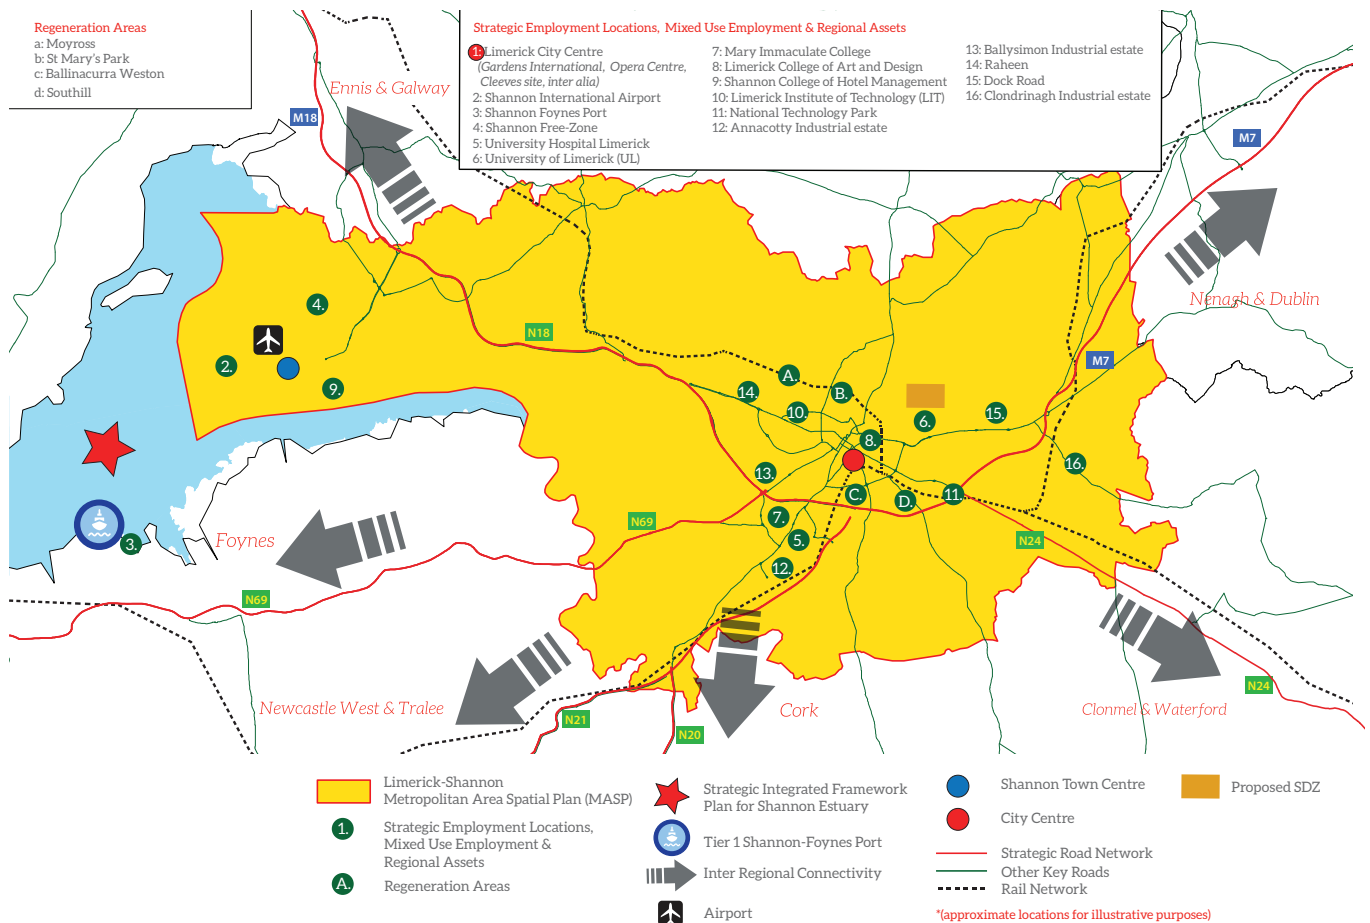 Regeneration Areas
a: Moyross
b: St Mary's Park
c: Ballinacurra Weston
d: Southill
Strategic Employment Locations, Mixed Use Employment & Regional Assets
1: Limerick City Centre
(Gardens International, Opera Centre,
Cleeves site, inter alia)
2: Shannon International Airport
3: Shannon Foynes Port
4: Shannon Free-Zone
5: University Hospital Limerick
6: University of Limerick (UL)
7: Mary Immaculate College
8: Limerick College of Art and Design
9: Shannon College of Hotel Management
10: Limerick Institute of Technology (LIT)
11: National Technology Park
12: Annacotty Industrial estate
13: Ballysimon Industrial estate
14: Raheen
15: Dock Road
16: Clondrinagh Industrial estate
Ennis & Galway
M18
M7
Nenagh & Dublin
4.
N18
2.
9.
M7
A.
14.
B.
10.
6.
15.
8.
13.
16.
C.
D.
11.
7.
N69
5.
12.
N24
3.
Foynes
N69
Newcastle West & Tralee
N21
N20
Cork
Clonmel & Waterford
N24
Limerick-Shannon
Metropolitan Area Spatial Plan (MASP)
1.
Strategic Employment Locations,
Mixed Use Employment &
Regional Assets
A.
Regeneration Areas
Strategic Integrated Framework
Plan for Shannon Estuary
Tier 1 Shannon-Foynes Port
Inter Regional Connectivity
Airport
Shannon Town Centre
City Centre
Strategic Road Network
Other Key Roads
Rail Network
*(approximate locations for illustrative purposes)
Proposed SDZ